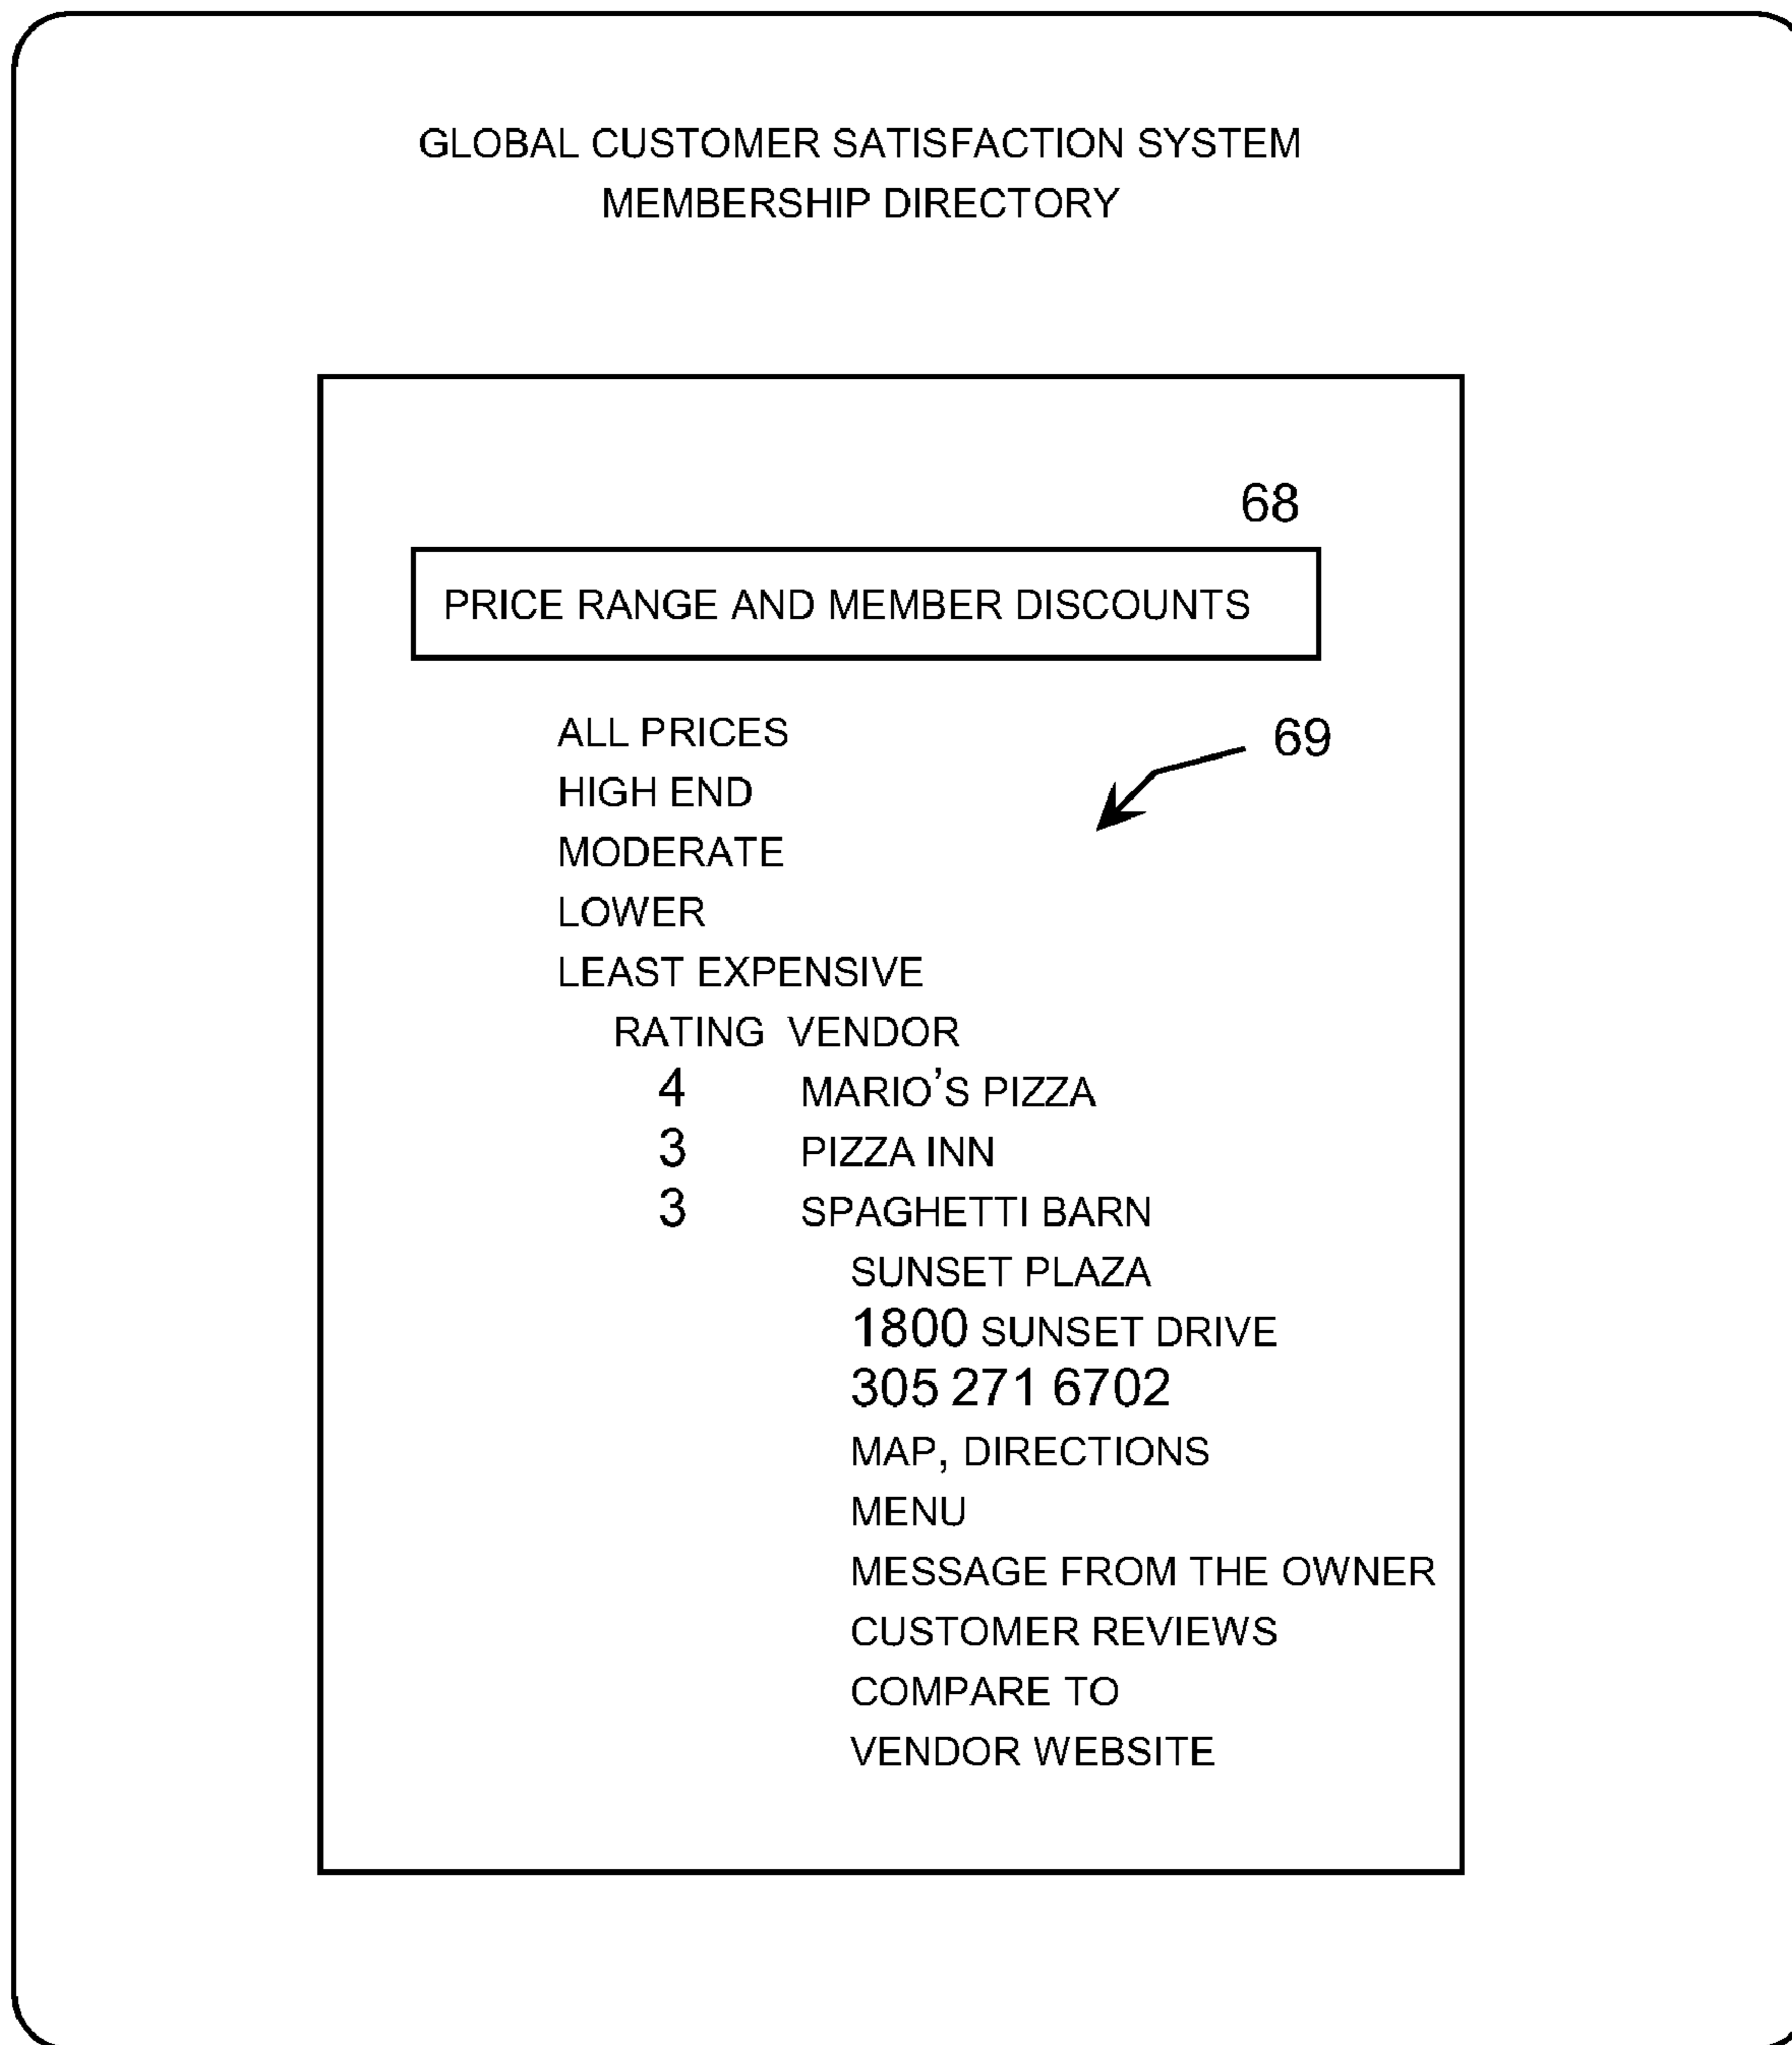 GLOBAL CUSTOMER SATISFACTION SYSTEM
MEMBERSHIP DIRECTORY
68
PRICE RANGE AND MEMBER DISCOUNTS
ALL PRICES
69
HIGH END
MODERATE
LOWER
LEAST EXPENSIVE
RATING VENDOR
4 MARIO'S PIZZA
3 PIZZA INN
3 SPAGHETTI BARN
SUNSET PLAZA
1800 SUNSET DRIVE
305 271 6702
MAP, DIRECTIONS
MENU
MESSAGE FROM THE OWNER
CUSTOMER REVIEWS
COMPARE TO
VENDOR WEBSITE